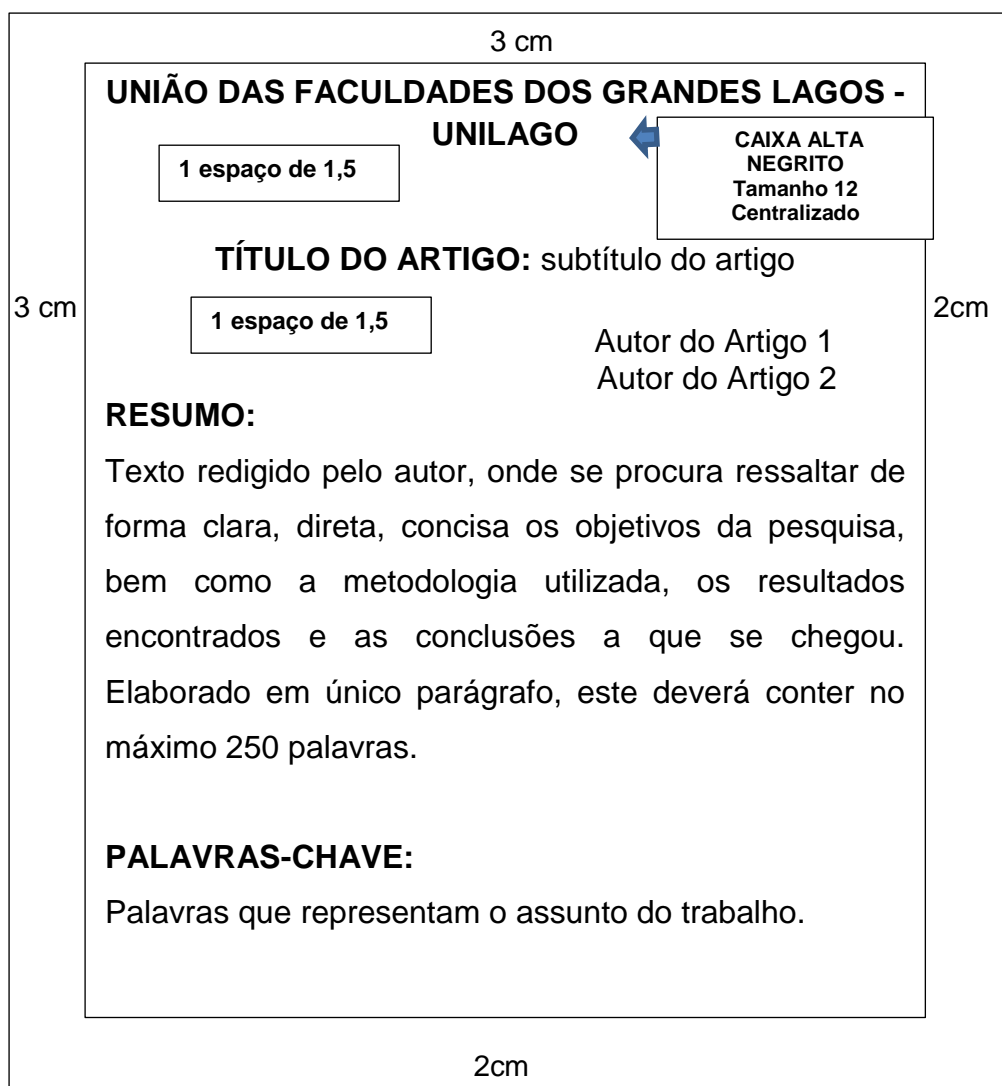 3 cm
UNIÃO DAS FACULDADES DOS GRANDES LAGOS -
UNILAGO
CAIXA ALTA
NEGRITO
Tamanho 12
Centralizado
1 espaço de 1,5
TÍTULO DO ARTIGO: subtítulo do artigo
3 cm
2cm
1 espaço de 1,5
Autor do Artigo 1
Autor do Artigo 2
RESUMO:
Texto redigido pelo autor, onde se procura ressaltar de
forma clara, direta, concisa os objetivos da pesquisa,
bem como a metodologia utilizada, os resultados
encontrados e as conclusões a que se chegou.
Elaborado em único parágrafo, este deverá conter no
máximo 250 palavras.
PALAVRAS-CHAVE:
Palavras que representam o assunto do trabalho.
2cm